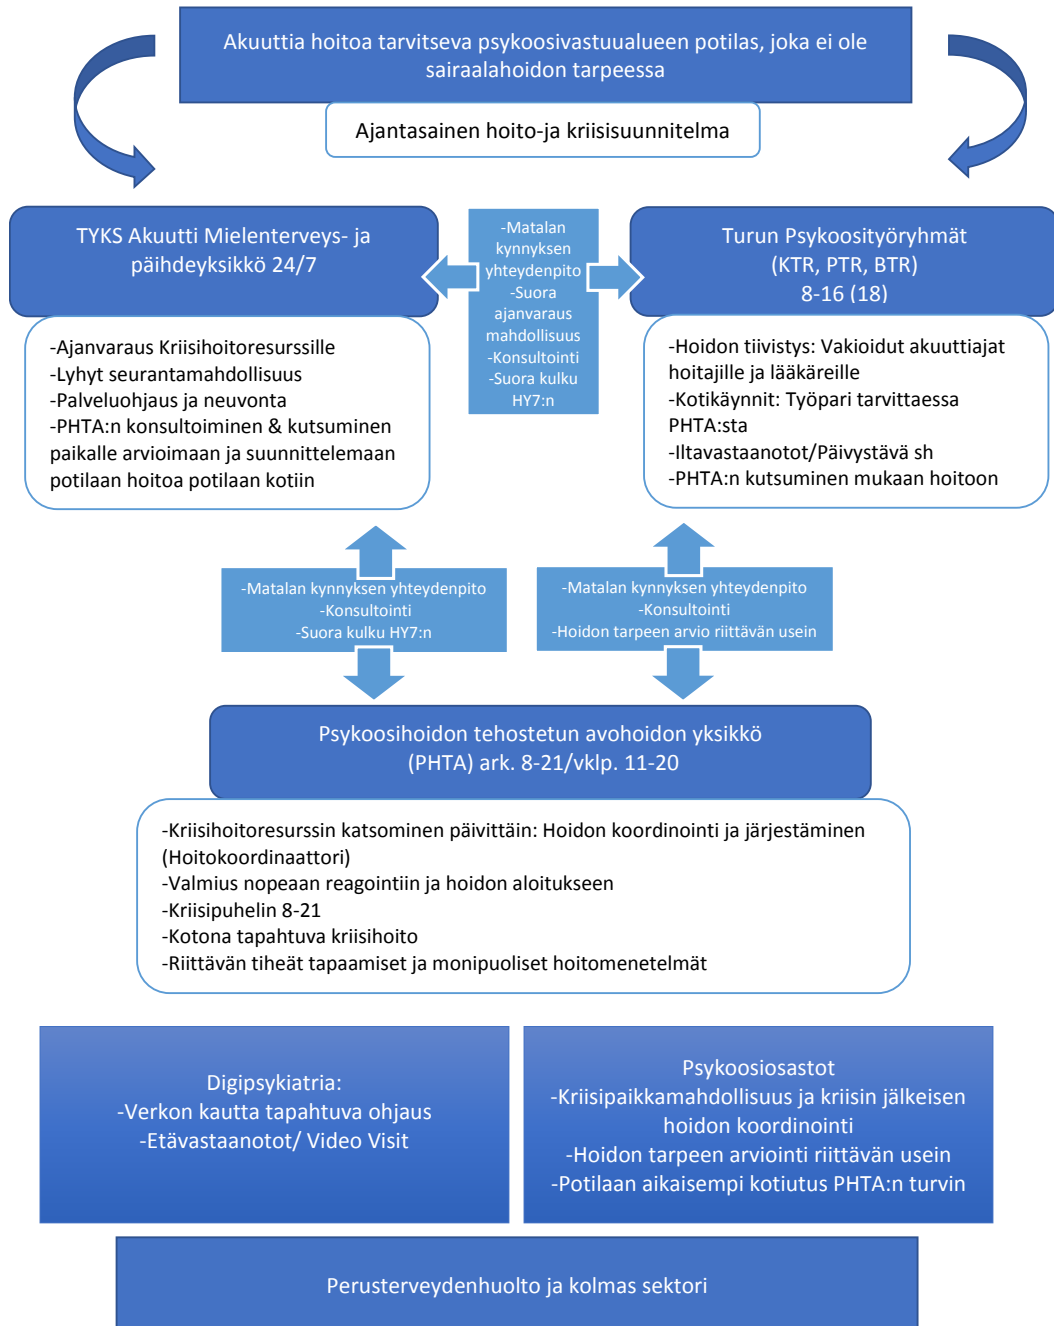 Akuuttia hoitoa tarvitseva psykoosivastuualueen potilas, joka ei ole
sairaalahoidon tarpeessa
Ajantasainen hoito-ja kriisisuunnitelma
TYKS Akuutti Mielenterveys- ja
päihdeyksikkö 24/7
-Ajanvaraus Kriisihoitoresurssille
-Lyhyt seurantamahdollisuus
-Palveluohjaus ja neuvonta
-PHTA:n konsultoiminen & kutsuminen
paikalle arvioimaan ja suunnittelemaan
potilaan hoitoa potilaan kotiin
-Matalan
kynnyksen
yhteydenpito
-Suora
ajanvaraus
mahdollisuus
-Konsultointi
-Suora kulku
HY7:n
Turun Psykoosityöryhmät
(KTR, PTR, BTR)
8-16 (18)
-Hoidon tiivistys: Vakioidut akuuttiajat
hoitajille ja lääkäreille
-Kotikäynnit: Työpari tarvittaessa
PHTA:sta
-Iltavastaanotot/Päivystävä sh
-PHTA:n kutsuminen mukaan hoitoon
-Matalan kynnyksen yhteydenpito
-Konsultointi
-Suora kulku HY7:n
-Matalan kynnyksen yhteydenpito
-Konsultointi
-Hoidon tarpeen arvio riittävän usein
Psykoosihoidon tehostetun avohoidon yksikkö
(PHTA) ark. 8-21/vklp. 11-20
-Kriisihoitoresurssin katsominen päivittäin: Hoidon koordinointi ja järjestäminen
(Hoitokoordinaattori)
-Valmius nopeaan reagointiin ja hoidon aloitukseen
-Kriisipuhelin 8-21
-Kotona tapahtuva kriisihoito
-Riittävän tiheät tapaamiset ja monipuoliset hoitomenetelmät
Digipsykiatria:
-Verkon kautta tapahtuva ohjaus
-Etävastaanotot/ Video Visit
Psykoosiosastot
-Kriisipaikkamahdollisuus ja kriisin jälkeisen
hoidon koordinointi
-Hoidon tarpeen arviointi riittävän usein
-Potilaan aikaisempi kotiutus PHTA:n turvin
Perusterveydenhuolto ja kolmas sektori